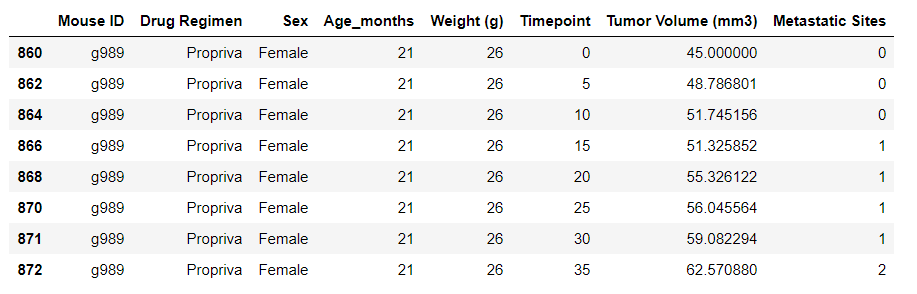 Mouse ID Drug Regimen Sex Age_months Weight (g) Timepoint Tumor Volume (mm3) Metastatic Sites
860 g989 Propriva Female 21 26 0 45.000000 0
862 g989 Propriva Female 21 26 5 48.786801 0
864 g989 Propriva Female 21 26 10 51.745156 0
866 g989 Propriva Female 21 26 15 51.325852 1
868 g989 Propriva Female 21 26 20 55.326122 1
870 g989 Propriva Female 21 26 25 56.045564 1
871 g989 Propriva Female 21 26 30 59.082294 1
872 g989 Propriva Female 21 26 35 62.570880 2